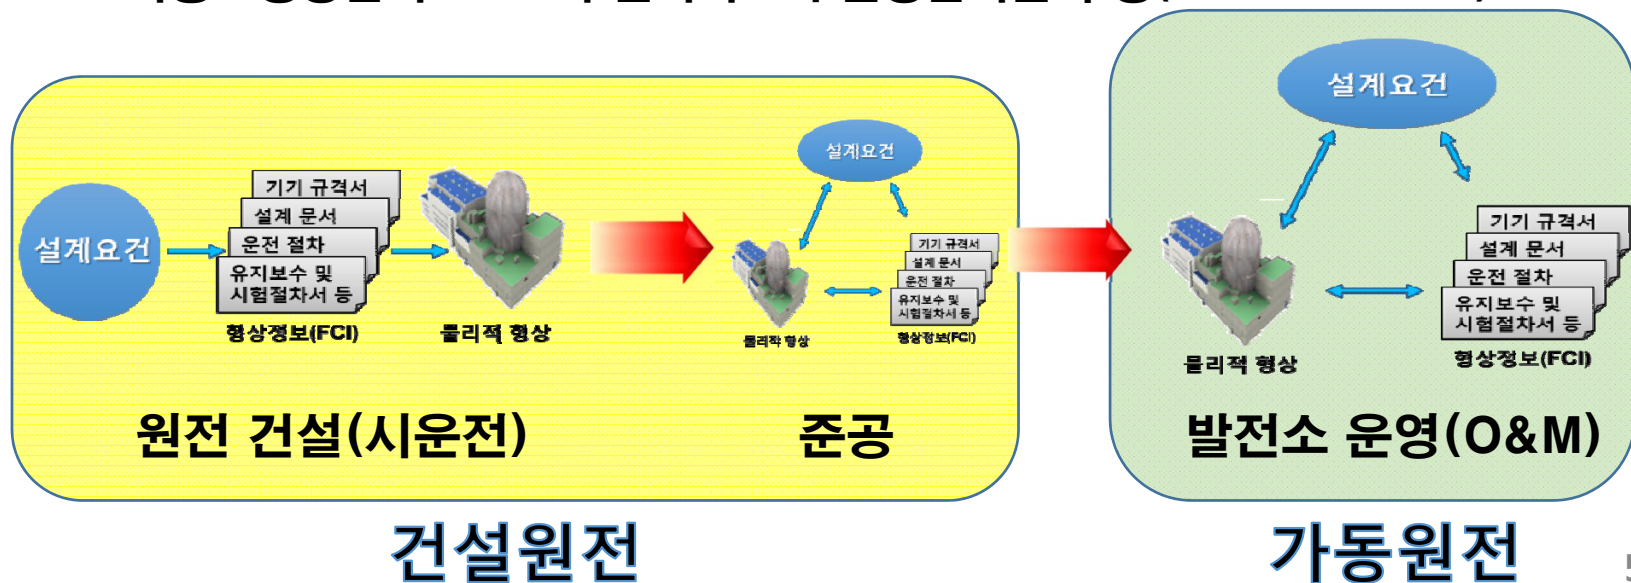 설계요건
기기 규격서
설계 문서
운전 절차
유지보수 및
시험절차서 등
형상정보(FCI)
물리적 형상
원전 건설(시운전)
설계요건
기기 규격서
설계 문서
운전 절차
유지보수 및
시험절차서 등
물리적 형상
형상정보(FCI)
준공
건설원전
설계요건
기기 규격서
설계 문서
운전 절차
유지보수 및
시험절차서 등
물리적 형상
형상정보(FCI)
발전소 운영(O&M)
가동원전